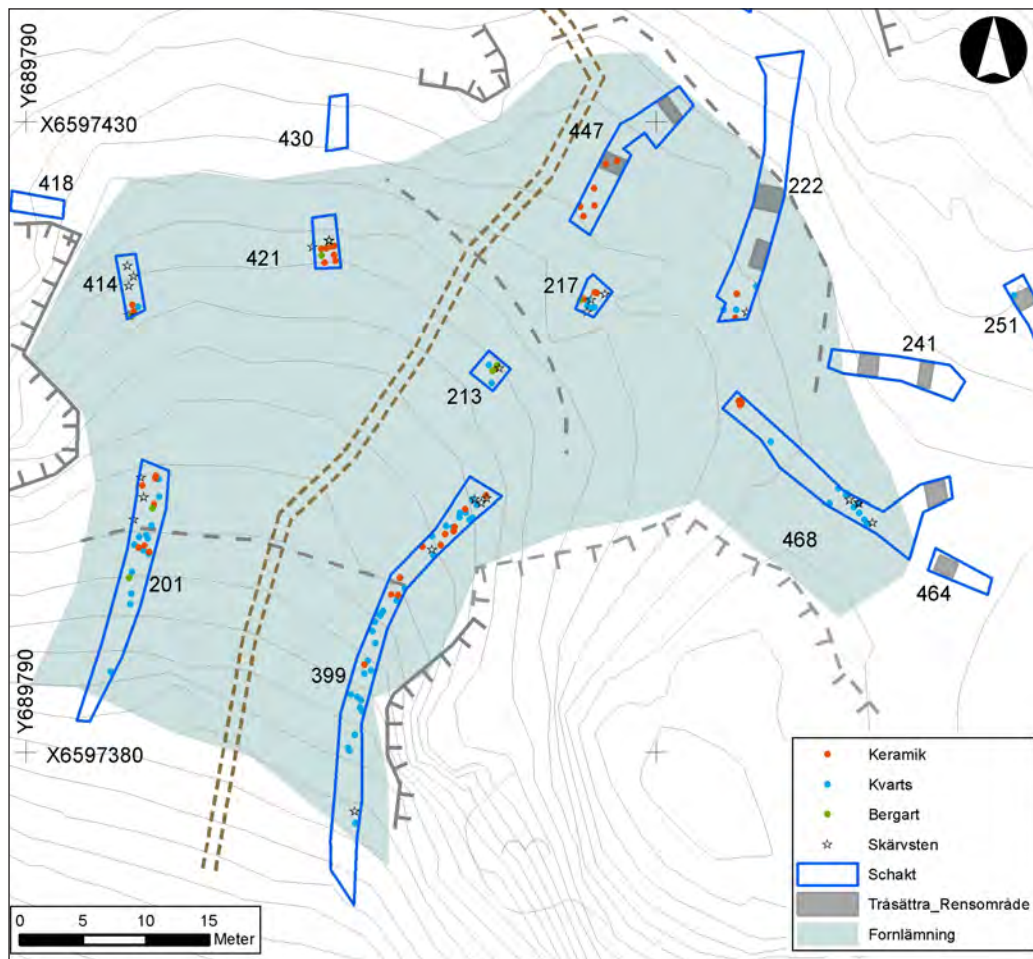 Y689790
X6597430
430
447
418
222
421
414
217
251
241
213
468
201
464
399
Y689790
X6597380
Keramik
Kvarts
Bergart
Skärvsten
Schakt
Tråsättra_Rensområde
Fornlämning
0 5 10 15
Meter